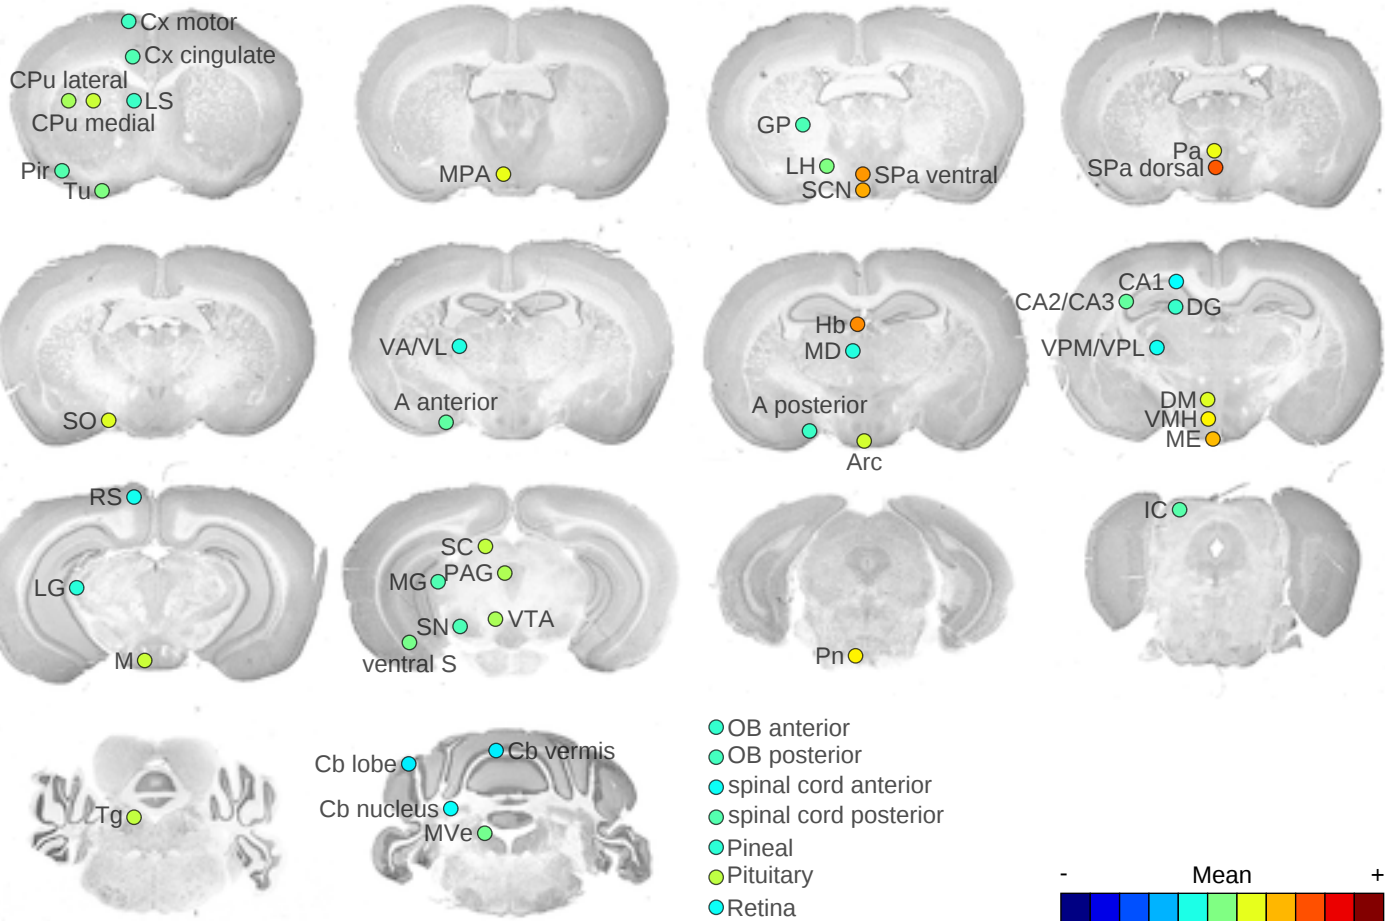 Cx motor
Cx cingulate
CPu lateral
LS
CPu medial
Pir
Tu
MPA
GP
LH
SPa ventral
SCN
Pa
SPa dorsal
SO
VA/VL
A anterior
Hb
MD
A posterior
Arc
CA1
CA2/CA3
DG
VPM/VPL
DM
VMH
ME
RS
LG
M
SC
MG
PAG
SN
VTA
ventral S
Pn
IC
Tg
Cb lobe
Cb vermis
Cb nucleus
MVe
OB anterior
OB posterior
spinal cord anterior
spinal cord posterior
Pineal
Pituitary
Retina
- Mean +